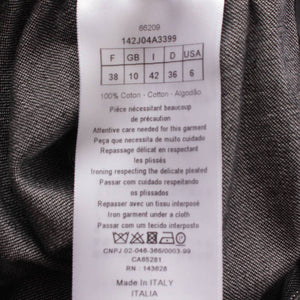 66209
142J04A3399
F GB I D USA
38 10 42 36 6
100% Coton - Cotton - Algodão
Pièce nécessitant beaucoup
de précaution
Attentive care needed for this garment
Peça que necessita de muito cuidado
Repassage délicat en respectant
les plissés
Ironing respecting the delicate pleated
Passar com cuidado respeitando
os plissados
Repasser avec un tissu interposé
Iron garment under a cloth
Passar com um tecido em cima
CNPJ 02-046-365/0003-99
CA65281
RN : 143628
Made In ITALY
ITALIA